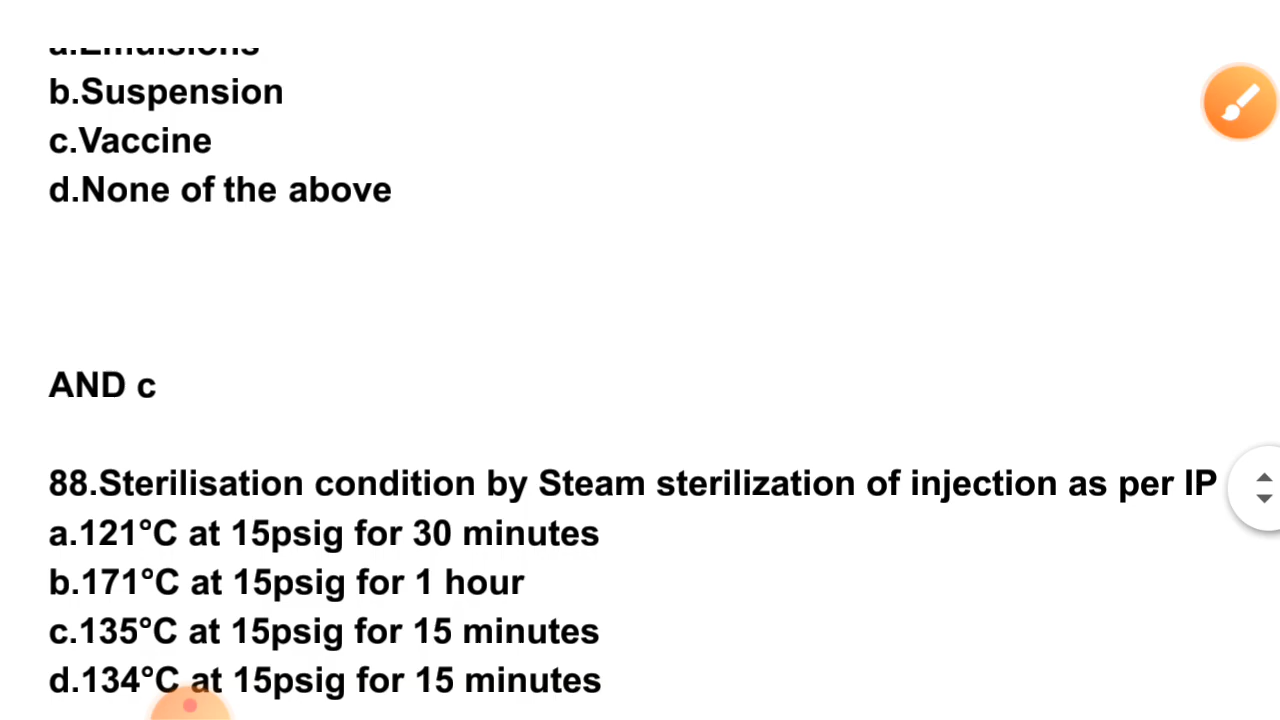 a.Emulsions
b.Suspension
c.Vaccine
d.None of the above
AND c
88.Sterilisation condition by Steam sterilization of injection as per IP
a.121°C at 15psig for 30 minutes
b.171°C at 15psig for 1 hour
c.135°C at 15psig for 15 minutes
d.134°C at 15psig for 15 minutes